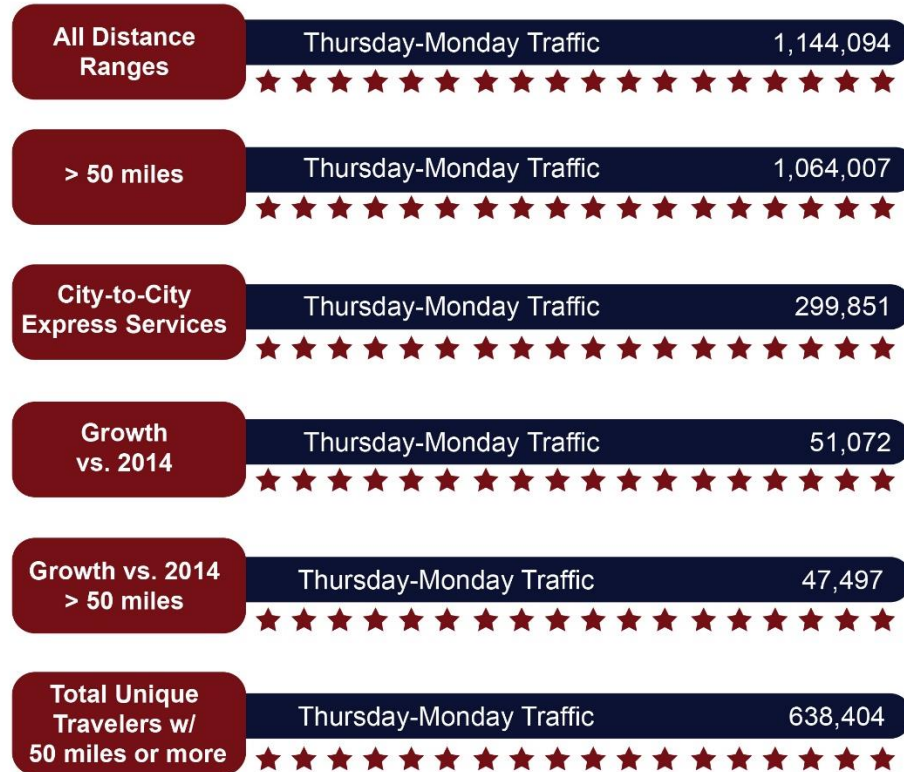 All Distance
Ranges
Thursday-Monday Traffic 1,144,094
> 50 miles
Thursday-Monday Traffic 1,064,007
City-to-City
Express Services
Thursday-Monday Traffic 299,851
Growth
vs. 2014
Thursday-Monday Traffic 51,072
Growth vs. 2014
> 50 miles
Thursday-Monday Traffic 47,497
Total Unique
Travelers w/
50 miles or more
Thursday-Monday Traffic 638,404